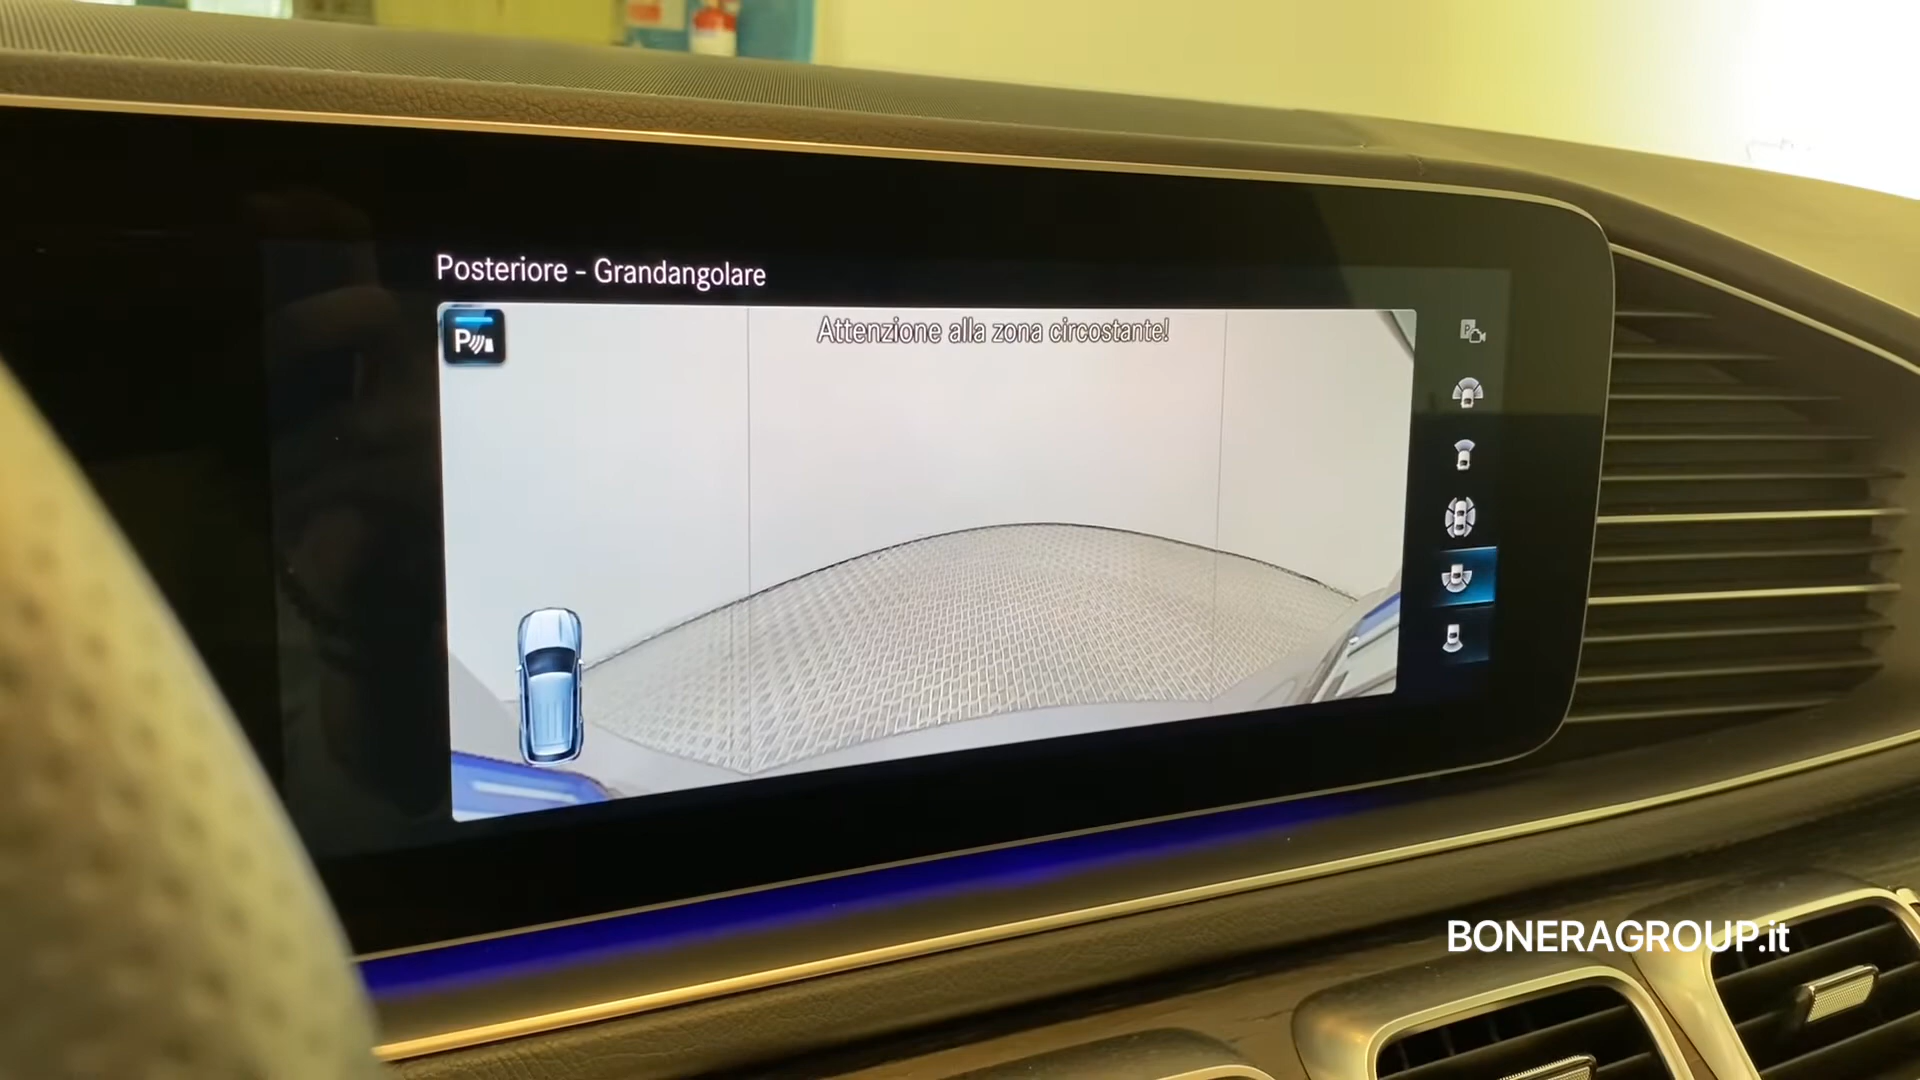 Posteriore - Grandangolare
P
Attenzione alla zona circostante!
P
BONERAGROUP.it